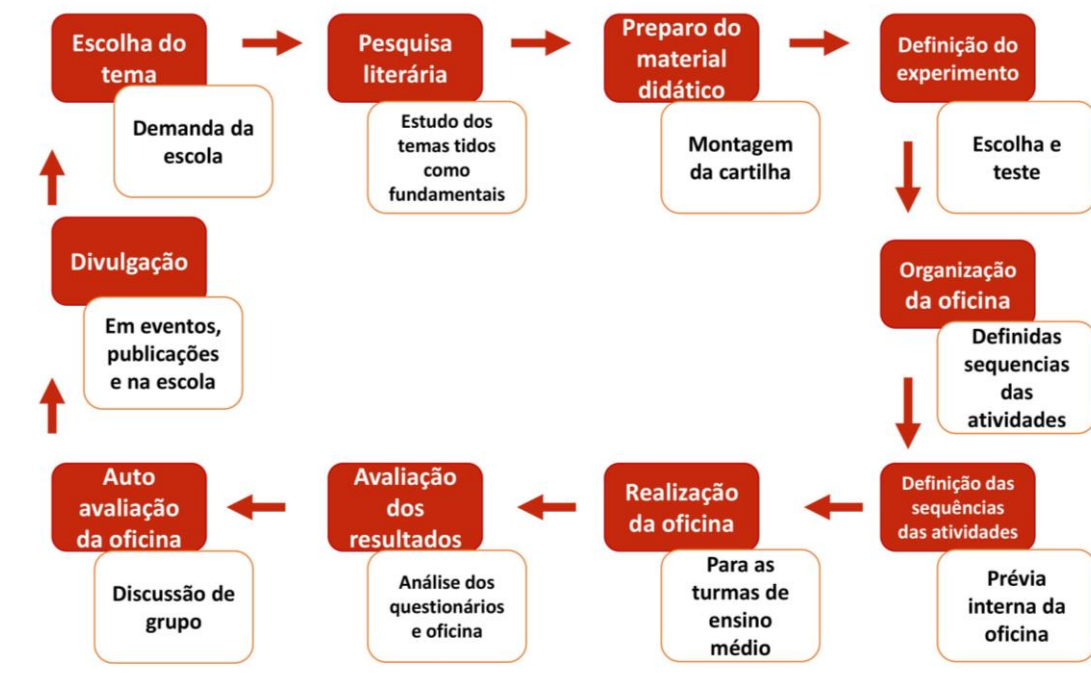 Escolha do
tema
Demanda da
escola
Pesquisa
literária
Estudo dos
temas tidos
como
fundamentais
Preparo do
material
didático
Montagem
da cartilha
Definição do
experimento
Escolha e
teste
Organização
da oficina
Definidas
sequencias
das
atividades
Definição das
sequências
das atividades
Prévia
interna da
oficina
Realização
da oficina
Para as
turmas de
ensino
médio
Avaliação
dos
resultados
Análise dos
questionários
e oficina
Auto
avaliação
da oficina
Discussão de
grupo
Divulgação
Em eventos,
publicações
e na escola